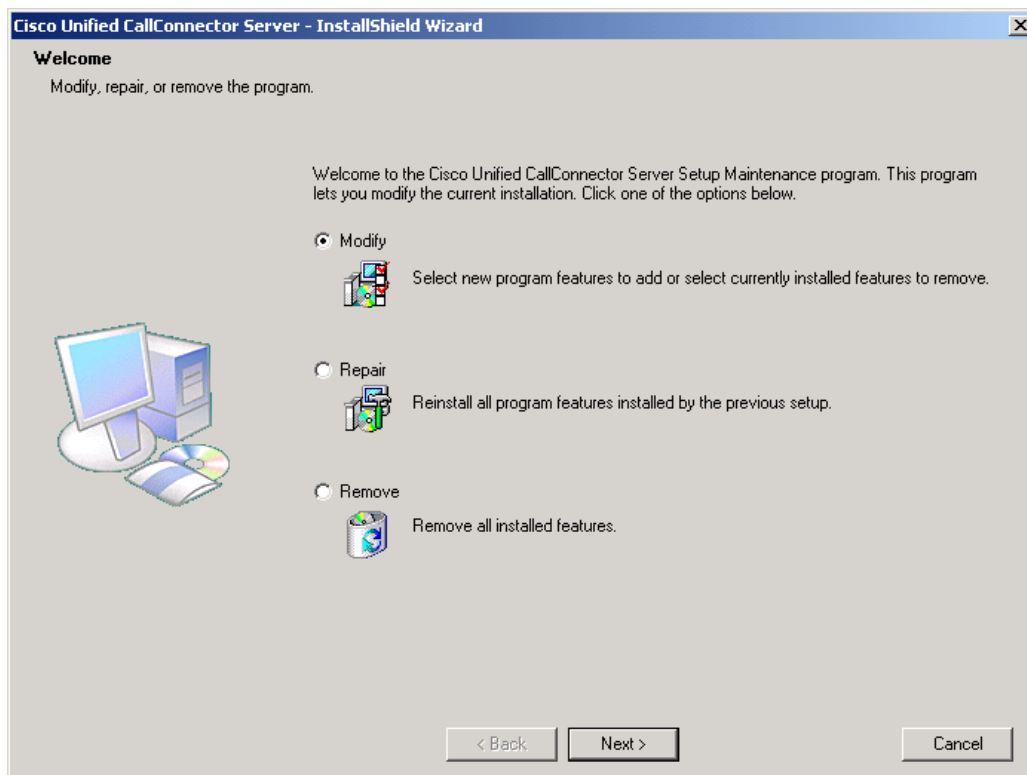 Cisco Unified CallConnector Server - InstallShield Wizard
Welcome
Modify, repair, or remove the program.
Welcome to the Cisco Unified CallConnector Server Setup Maintenance program. This program
lets you modify the current installation. Click one of the options below.
Modify
Select new program features to add or select currently installed features to remove.
Repair
Reinstall all program features installed by the previous setup.
Remove
Remove all installed features.
< Back
Next >
Cancel